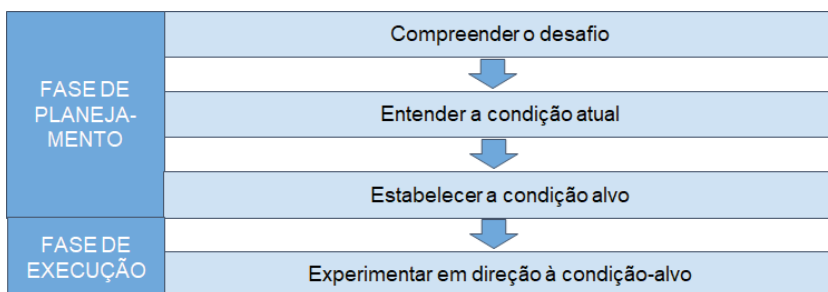 Compreender o desafio
FASE DE
PLANEJA-
MENTO
Entender a condição atual
Estabelecer a condição alvo
FASE DE
EXECUÇÃO
Experimentar em direção à condição-alvo